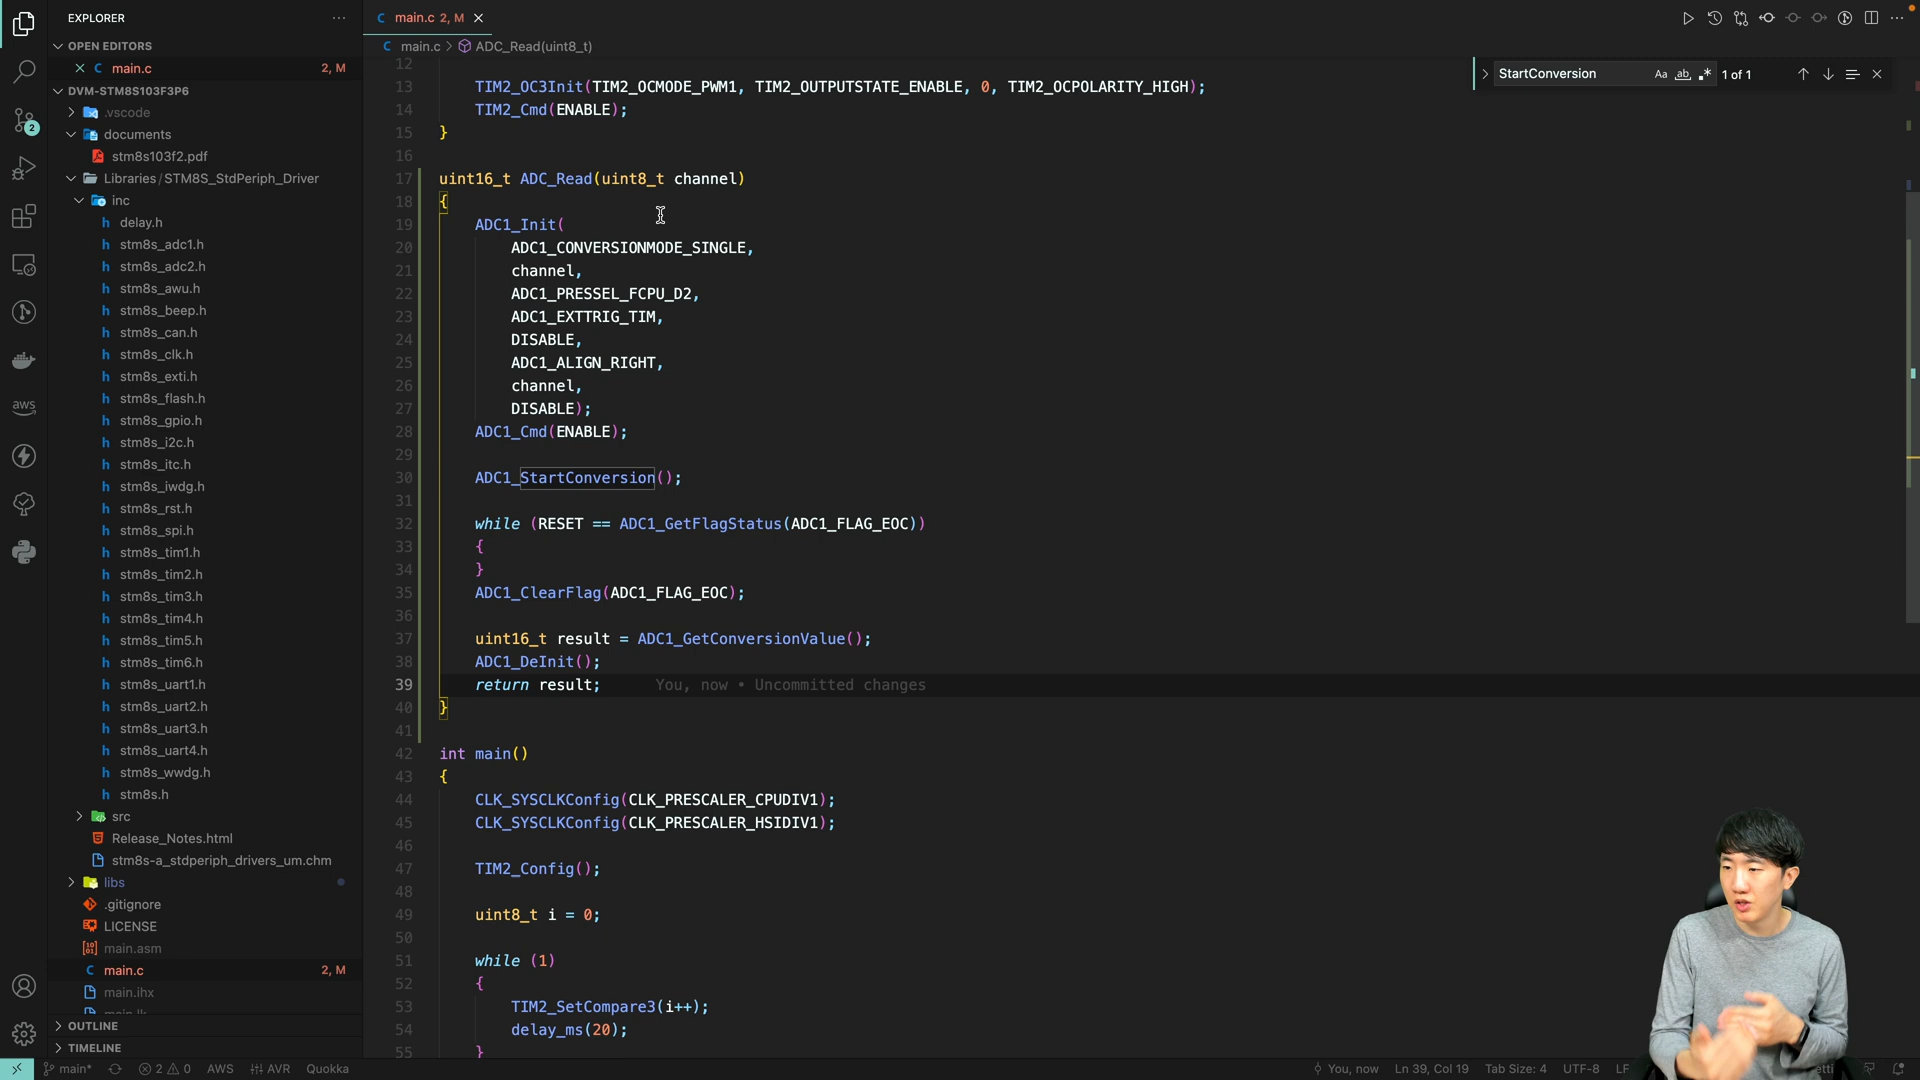 EXPLORER
OPEN EDITORS
main.c 2, M
DVM-STM8S103F3P6
.vscode
documents
stm8s103f2.pdf
Libraries/STM8S_StdPeriph_Driver
inc
h delay.h
h stm8s_adc1.h
h stm8s_adc2.h
h stm8s_awu.h
h stm8s_beep.h
h stm8s_can.h
h stm8s_clk.h
h stm8s_exti.h
h stm8s_flash.h
h stm8s_gpio.h
h stm8s_i2c.h
h stm8s_itc.h
h stm8s_iwdg.h
h stm8s_rst.h
h stm8s_spi.h
h stm8s_tim1.h
h stm8s_tim2.h
h stm8s_tim3.h
h stm8s_tim4.h
h stm8s_tim5.h
h stm8s_tim6.h
h stm8s_uart1.h
h stm8s_uart2.h
h stm8s_uart3.h
h stm8s_uart4.h
h stm8s_wwdg.h
h stm8s.h
src
Release_Notes.html
stm8s-a_stdperiph_drivers_um.chm
libs
.gitignore
LICENSE
main.asm
C main.c 2, M
main.ihx
main.lk
OUTLINE
TIMELINE
C main.c 2, M
C main.c > ADC_Read(uint8_t)
StartConversion Aa ab 1 of 1
12
13 TIM2_OC3Init(TIM2_OCMODE_PWM1, TIM2_OUTPUTSTATE_ENABLE, 0, TIM2_OCPOLARITY_HIGH);
14 TIM2_Cmd(ENABLE);
15 }
16
17 uint16_t ADC_Read(uint8_t channel)
18 {
19 ADC1_Init(
20 ADC1_CONVERSIONMODE_SINGLE,
21 channel,
22 ADC1_PRESSEL_FCPU_D2,
23 ADC1_EXTTRIG_TIM,
24 DISABLE,
25 ADC1_ALIGN_RIGHT,
26 channel,
27 DISABLE);
28 ADC1_Cmd(ENABLE);
29
30 ADC1_StartConversion();
31
32 while (RESET == ADC1_GetFlagStatus(ADC1_FLAG_EOC))
33 {
34 }
35 ADC1_ClearFlag(ADC1_FLAG_EOC);
36
37 uint16_t result = ADC1_GetConversionValue();
38 ADC1_DeInit();
39 return result; You, now • Uncommitted changes
40 }
41
42 int main()
43 {
44 CLK_SYSCLKConfig(CLK_PRESCALER_CPUDIV1);
45 CLK_SYSCLKConfig(CLK_PRESCALER_HSIDIV1);
46
47 TIM2_Config();
48
49 uint8_t i = 0;
50
51 while (1)
52 {
53 TIM2_SetCompare3(i++);
54 delay_ms(20);
55 }
2
aws
main* 2 0 AWS AVR Quokka You, now Ln 39, Col 19 Tab Size: 4 UTF-8 LF